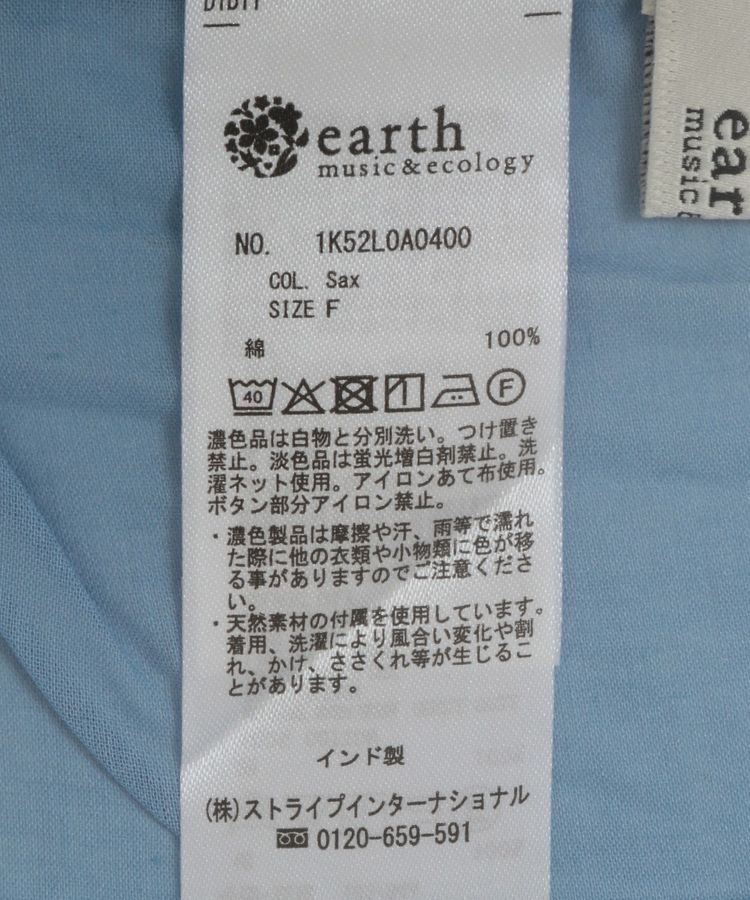 earth
music & ecology
NO. 1K52L0A0400
COL. Sax
SIZE F
綿 100%
40 F
濃色品は白物と分別洗い。つけ置き
禁止。淡色品は蛍光増白剤禁止。洗
濯ネット使用。アイロンあて布使用。
ボタン部分アイロン禁止。
・濃色製品は摩擦や汗、雨等で濡れ
た際に他の衣類や小物類に色が移
る事がありますのでご注意くださ
い。
・天然素材の付属を使用しています。
着用、洗濯により風合い変化や割
れ、かけ、ささくれ等が生じるこ
とがあります。
インド製
(株)ストライプインターナショナル
0120-659-591
ear
music